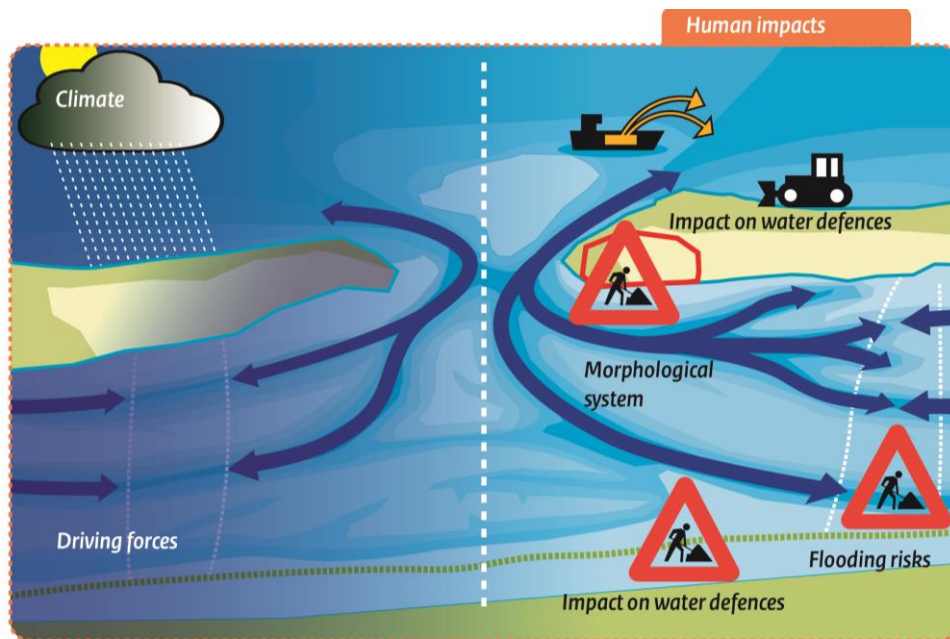 Human impacts
Climate
Impact on water defences
Morphological
system
Driving forces
Flooding risks
Impact on water defences